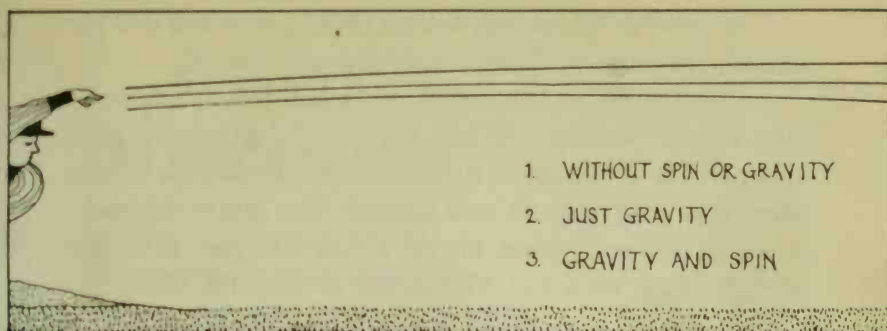 1. WITHOUT SPIN OR GRAVITY
2. JUST GRAVITY
3. GRAVITY AND SPIN